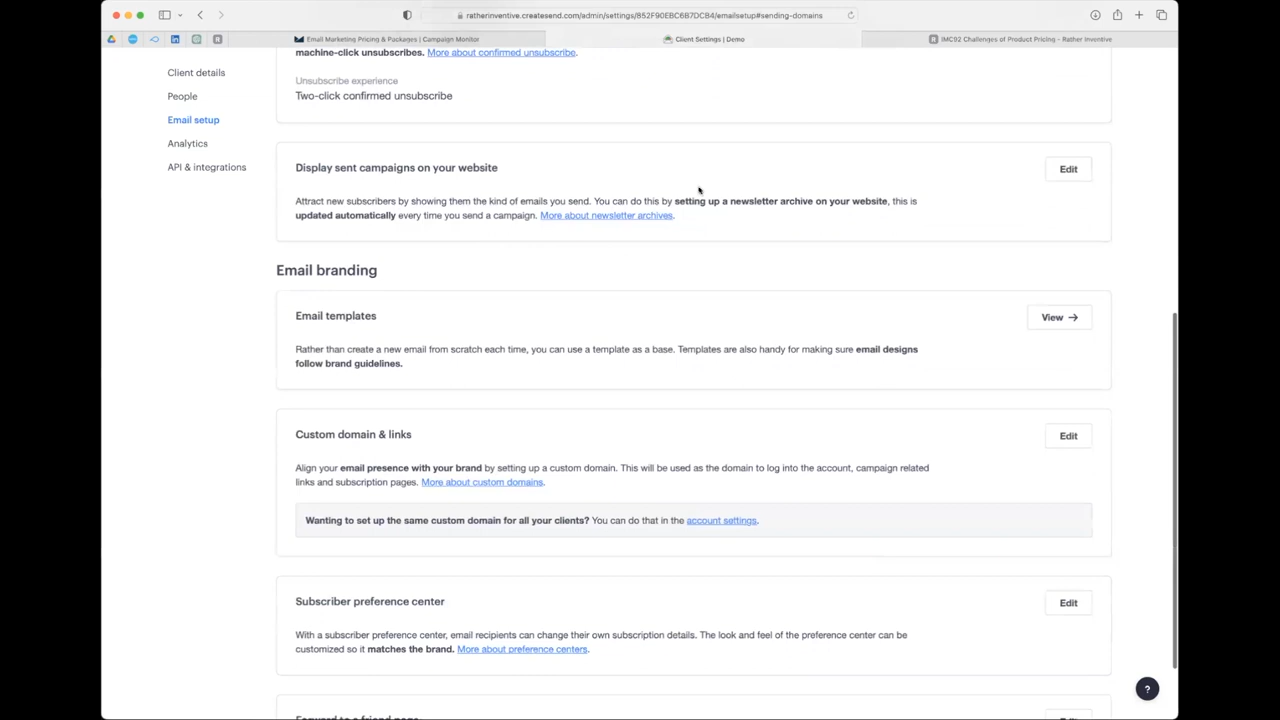 ratherinventive.createsend.com/admin/settings/852F90EBC6B7DCB4/emailsetup#sending-domains
Email Marketing Pricing & Packages | Campaign Monitor
Client Settings | Demo
IMC92 Challenges of Product Pricing - Rather Inventive
machine-click unsubscribes. More about confirmed unsubscribe.
Client details
People
Email setup
Analytics
API & integrations
Unsubscribe experience
Two-click confirmed unsubscribe
Display sent campaigns on your website
Edit
Attract new subscribers by showing them the kind of emails you send. You can do this by setting up a newsletter archive on your website, this is
updated automatically every time you send a campaign. More about newsletter archives.
Email branding
Email templates
View →
Rather than create a new email from scratch each time, you can use a template as a base. Templates are also handy for making sure email designs
follow brand guidelines.
Custom domain & links
Edit
Align your email presence with your brand by setting up a custom domain. This will be used as the domain to log into the account, campaign related
links and subscription pages. More about custom domains.
Wanting to set up the same custom domain for all your clients? You can do that in the account settings.
Subscriber preference center
Edit
With a subscriber preference center, email recipients can change their own subscription details. The look and feel of the preference center can be
customized so it matches the brand. More about preference centers.
Forward to a friend page
?